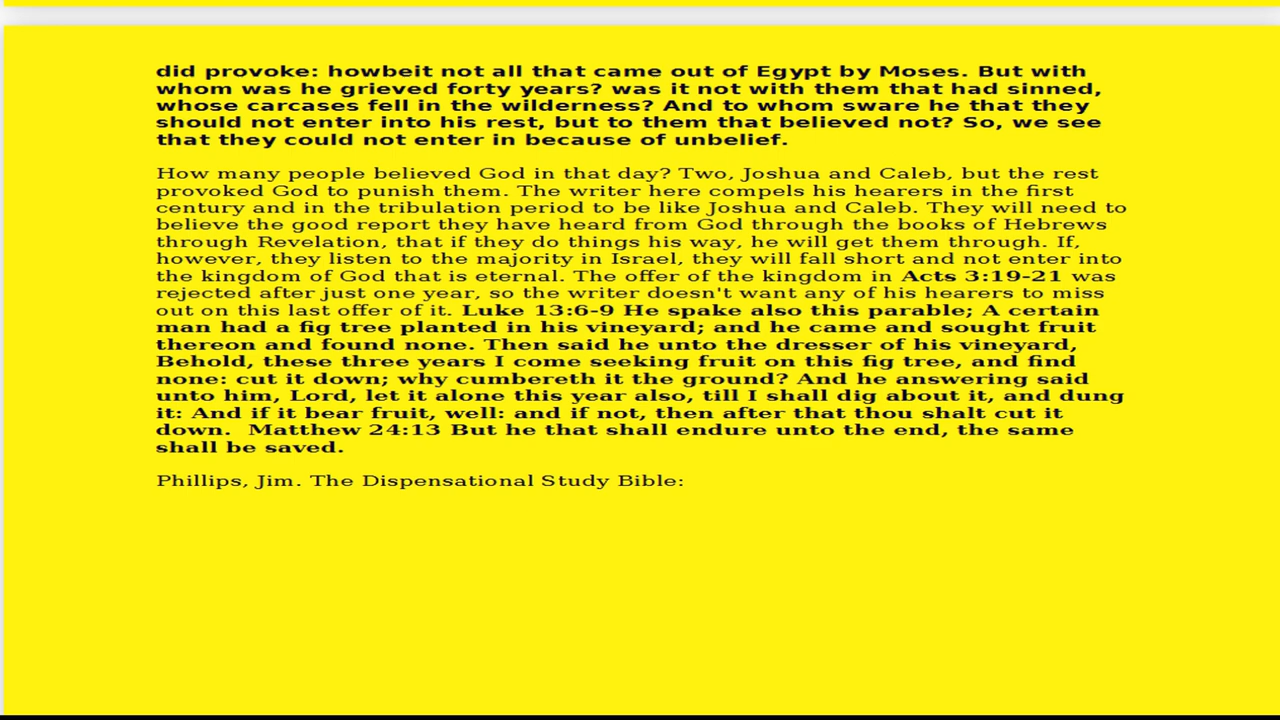 did provoke: howbeit not all that came out of Egypt by Moses. But with
whom was he grieved forty years? was it not with them that had sinned,
whose carcases fell in the wilderness? And to whom sware he that they
should not enter into his rest, but to them that believed not? So, we see
that they could not enter in because of unbelief.
How many people believed God in that day? Two, Joshua and Caleb, but the rest
provoked God to punish them. The writer here compels his hearers in the first
century and in the tribulation period to be like Joshua and Caleb. They will need to
believe the good report they have heard from God through the books of Hebrews
through Revelation, that if they do things his way, he will get them through. If,
however, they listen to the majority in Israel, they will fall short and not enter into
the kingdom of God that is eternal. The offer of the kingdom in Acts 3:19-21 was
rejected after just one year, so the writer doesn't want any of his hearers to miss
out on this last offer of it. Luke 13:6-9 He spake also this parable; A certain
man had a fig tree planted in his vineyard; and he came and sought fruit
thereon and found none. Then said he unto the dresser of his vineyard,
Behold, these three years I come seeking fruit on this fig tree, and find
none: cut it down; why cumbereth it the ground? And he answering said
unto him, Lord, let it alone this year also, till I shall dig about it, and dung
it: And if it bear fruit, well: and if not, then after that thou shalt cut it
down.  Matthew 24:13 But he that shall endure unto the end, the same
shall be saved.
Phillips, Jim. The Dispensational Study Bible: